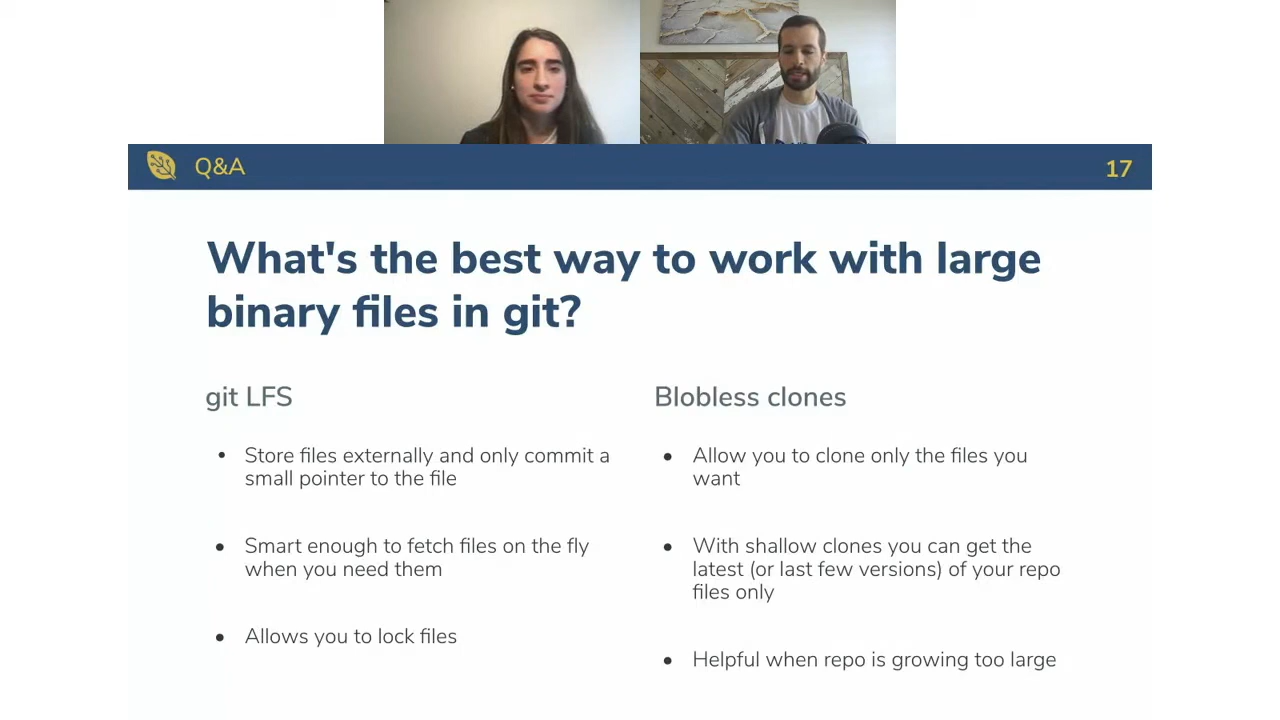 Q&A
17
What's the best way to work with large
binary files in git?
git LFS
• Store files externally and only commit a
small pointer to the file
• Smart enough to fetch files on the fly
when you need them
• Allows you to lock files
Blobless clones
• Allow you to clone only the files you
want
• With shallow clones you can get the
latest (or last few versions) of your repo
files only
• Helpful when repo is growing too large